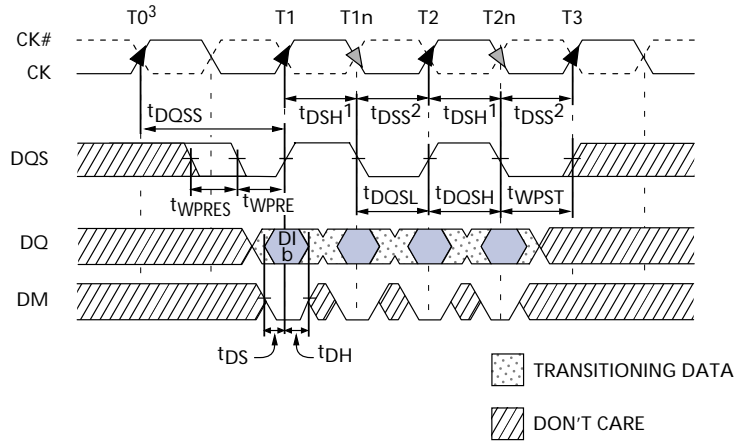 T0³ T1 T1n T2 T2n T3
CK#
CK
tDSH¹ tDSS² tDSH¹ tDSS²
tDQSS
DQS
tWPRES tWPRE tDQSL tDQSH tWPST
DQ
DI
b
DM
tDS tDH
TRANSITIONING DATA
DON'T CARE